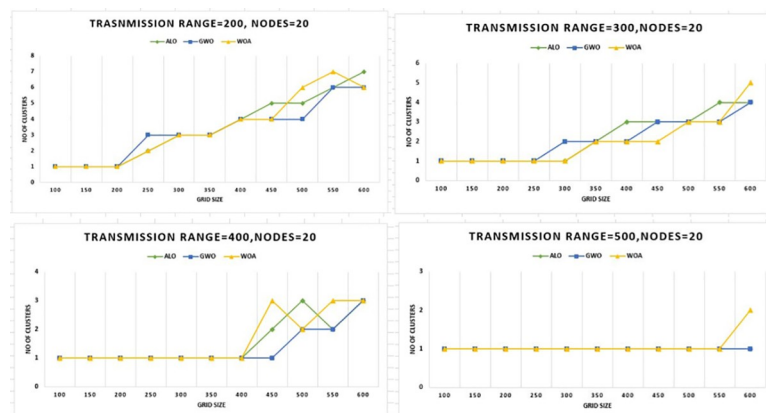 TRASNMISSION RANGE=200, NODES=20
ALO GWO WOA
8
7
6
5
4
3
2
1
0
NO OF CLUSTERS
100 150 200 250 300 350 400 450 500 550 600
GRID SIZE
TRANSMISSION RANGE=300,NODES=20
ALO GWO WOA
6
5
4
3
2
1
0
NO OF CLUSTERS
100 150 200 250 300 350 400 450 500 550 600
GRID SIZE
TRANSMISSION RANGE=400,NODES=20
ALO GWO WOA
4
3
2
1
0
NO OF CLUSTERS
100 150 200 250 300 350 400 450 500 550 600
GRID SIZE
TRANSMISSION RANGE=500,NODES=20
ALO GWO WOA
3
2
1
0
NO OF CLUSTERS
100 150 200 250 300 350 400 450 500 550 600
GRID SIZE